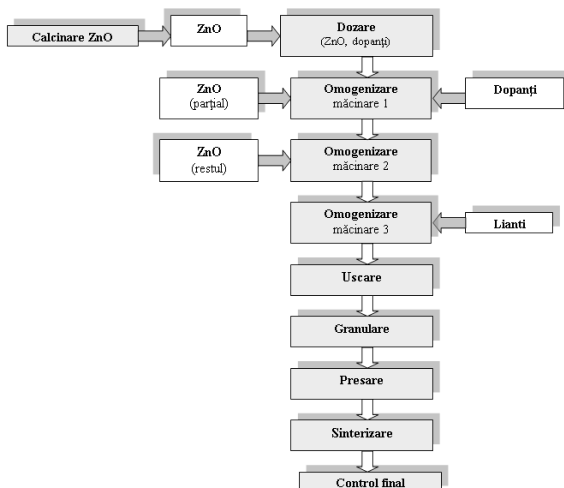 Calcinare ZnO
ZnO
Dozare
(ZnO, dopanți)
ZnO
(parțial)
Omogenizare
măcinare 1
Dopanți
ZnO
(restul)
Omogenizare
măcinare 2
Omogenizare
măcinare 3
Lianti
Uscare
Granulare
Presare
Sinterizare
Control final